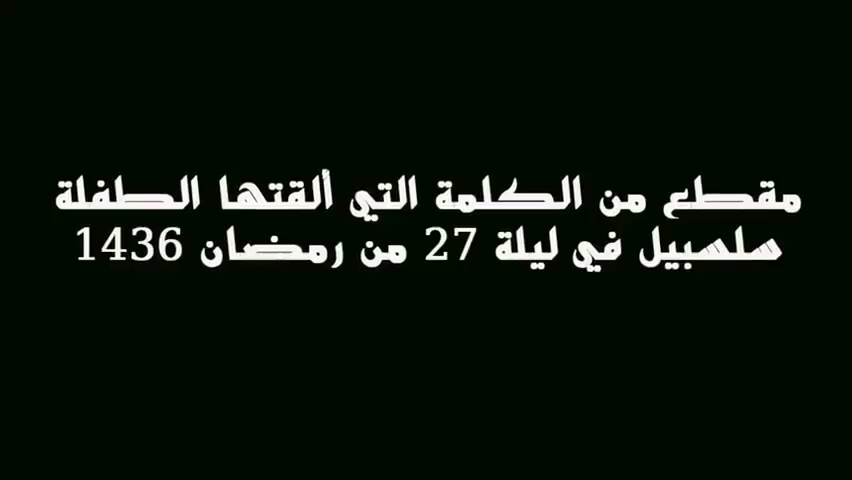 مقطع من الكلمة التي ألقتها الطفلة
سلسبيل في ليلة 27 من رمضان 1436